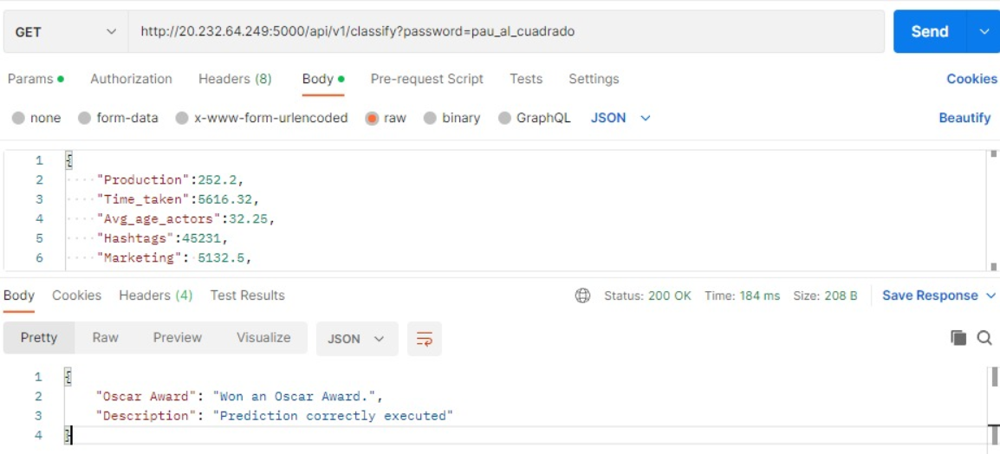 GET http://20.232.64.249:5000/api/v1/classify?password=pau_al_cuadrado Send
Params Authorization Headers (8) Body Pre-request Script Tests Settings Cookies
none form-data x-www-form-urlencoded raw binary GraphQL JSON Beautify
1 {
2 "Production":252.2,
3 "Time_taken":5616.32,
4 "Avg_age_actors":32.25,
5 "Hashtags":45231,
6 "Marketing": 5132.5,
Body Cookies Headers (4) Test Results Status: 200 OK Time: 184 ms Size: 208 B Save Response
Pretty Raw Preview Visualize JSON
1 {
2 "Oscar Award": "Won an Oscar Award.",
3 "Description": "Prediction correctly executed"
4 }